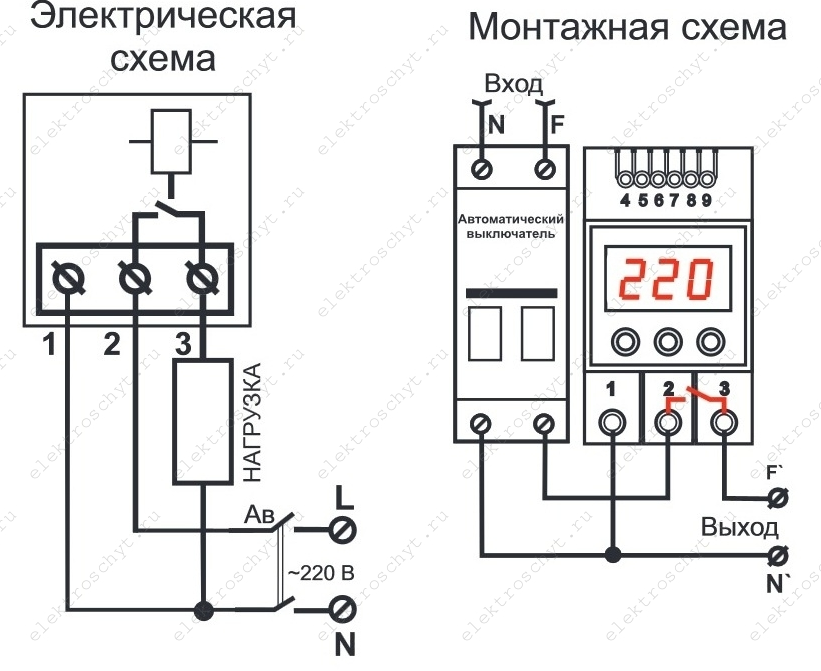 Электрическая
схема
1
2
3
НАГРУЗКА
Ав
L
~220 В
N
Монтажная схема
Вход
N
F
Автоматический
выключатель
4 5 6 7 8 9
220
1
2
3
F`
Выход
N`
elektroschyt.ru